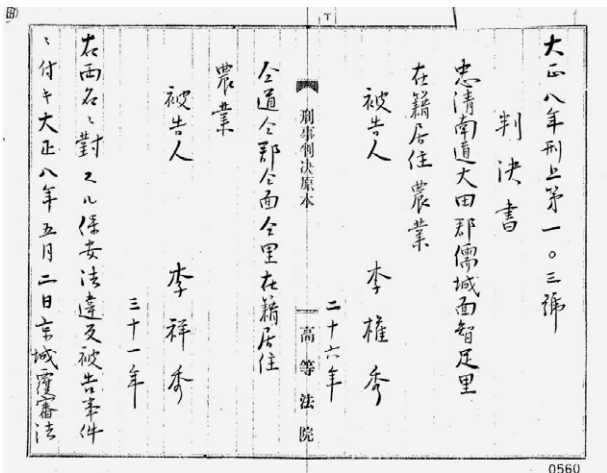 大正八年刑上第一〇三號
判決書
忠淸南道大田郡儒城面智足里
在籍居住 農業
被告人 李權秀
二十六年
刑事判決原本
高等法院
仝道仝郡仝面仝里在籍居住
農業
被告人 李祥秀
三十一年
右両名ニ對スル保安法違反被告事件
ニ付キ大正八年五月二日京城覆審法
0560